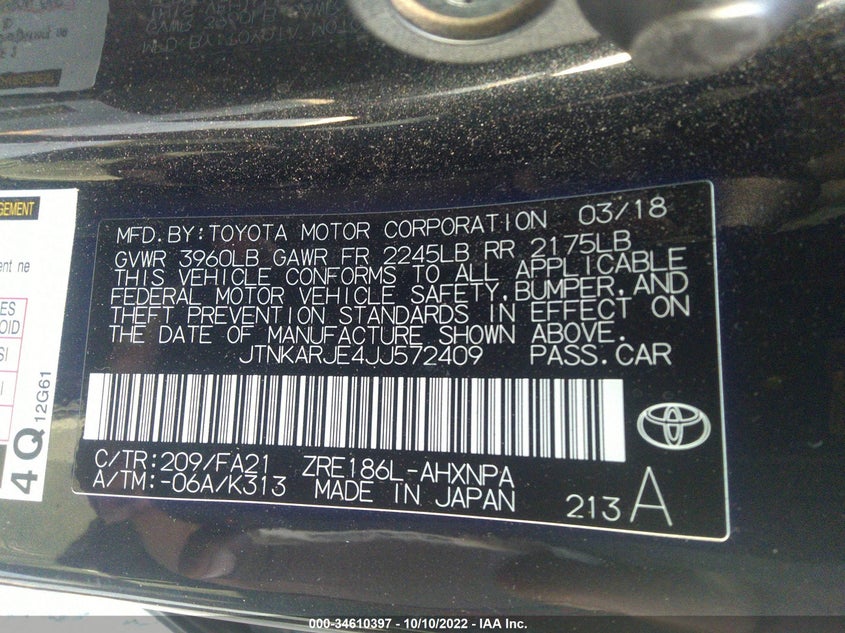 MFD.BY:TOYOTA MOTOR CORPORATION 03/18
GVWR 3960LB GAWR FR 2245LB RR 2175LB
THIS VEHICLE CONFORMS TO ALL APPLICABLE
FEDERAL MOTOR VEHICLE SAFETY,BUMPER,AND
THEFT PREVENTION STANDARDS IN EFFECT ON
THE DATE OF MANUFACTURE SHOWN ABOVE.
JTNKARJE4JJ572409 PASS.CAR
C/TR:209/FA21 ZRE186L-AHXNPA
A/TM:-06A/K313 MADE IN JAPAN
213 A
ent ne
4Q 12G61
000-34610397 - 10/10/2022 - IAA Inc.